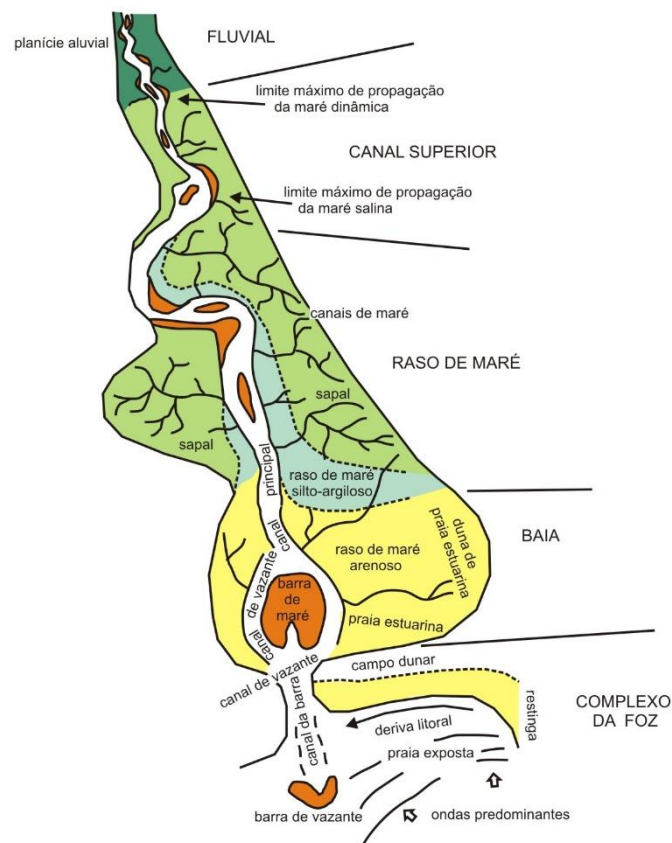 FLUVIAL
planície aluvial
limite máximo de propagação
da maré dinâmica
CANAL SUPERIOR
limite máximo de propagação
da maré salina
canais de maré
RASO DE MARÉ
sapal
sapal
principal
raso de maré
silto-argiloso
canal
BAIA
duna de
praia estuarina
raso de maré
arenoso
canal de vazante
barra
de
maré
praia estuarina
canal de vazante
campo dunar
canal da barra
restinga
COMPLEXO
DA FOZ
deriva litoral
praia exposta
barra de vazante
ondas predominantes